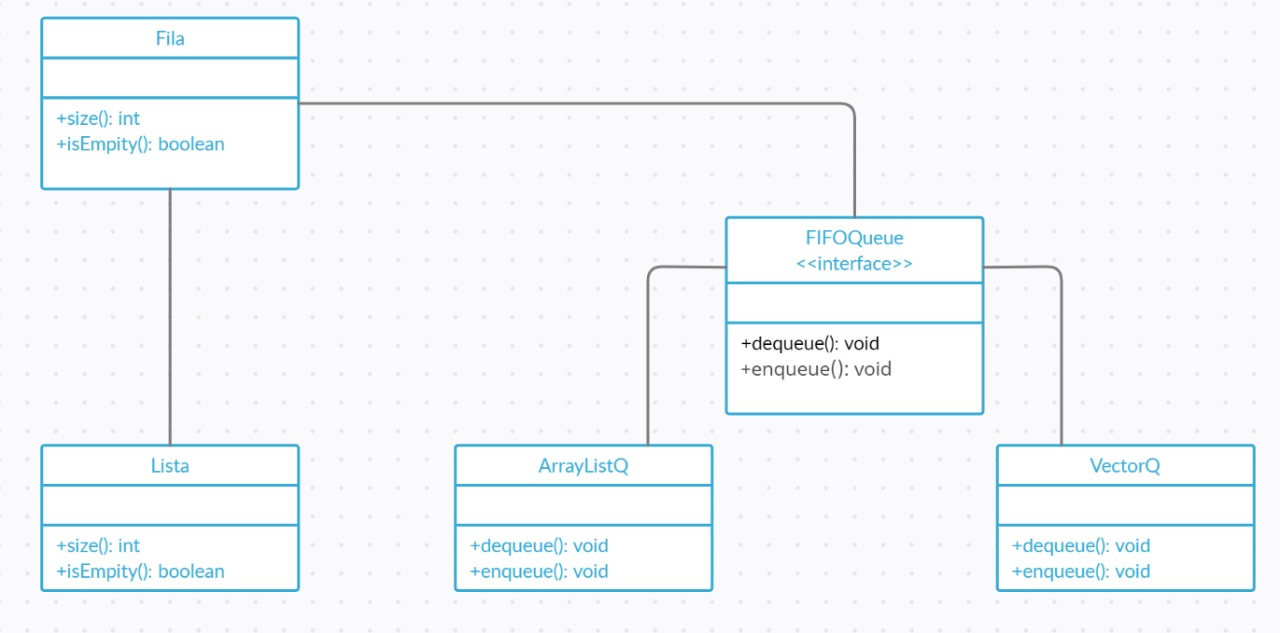 Fila
+size(): int
+isEmpity(): boolean
FIFOQueue
<<interface>>
+dequeue(): void
+enqueue(): void
Lista
+size(): int
+isEmpity(): boolean
ArrayListQ
+dequeue(): void
+enqueue(): void
VectorQ
+dequeue(): void
+enqueue(): void